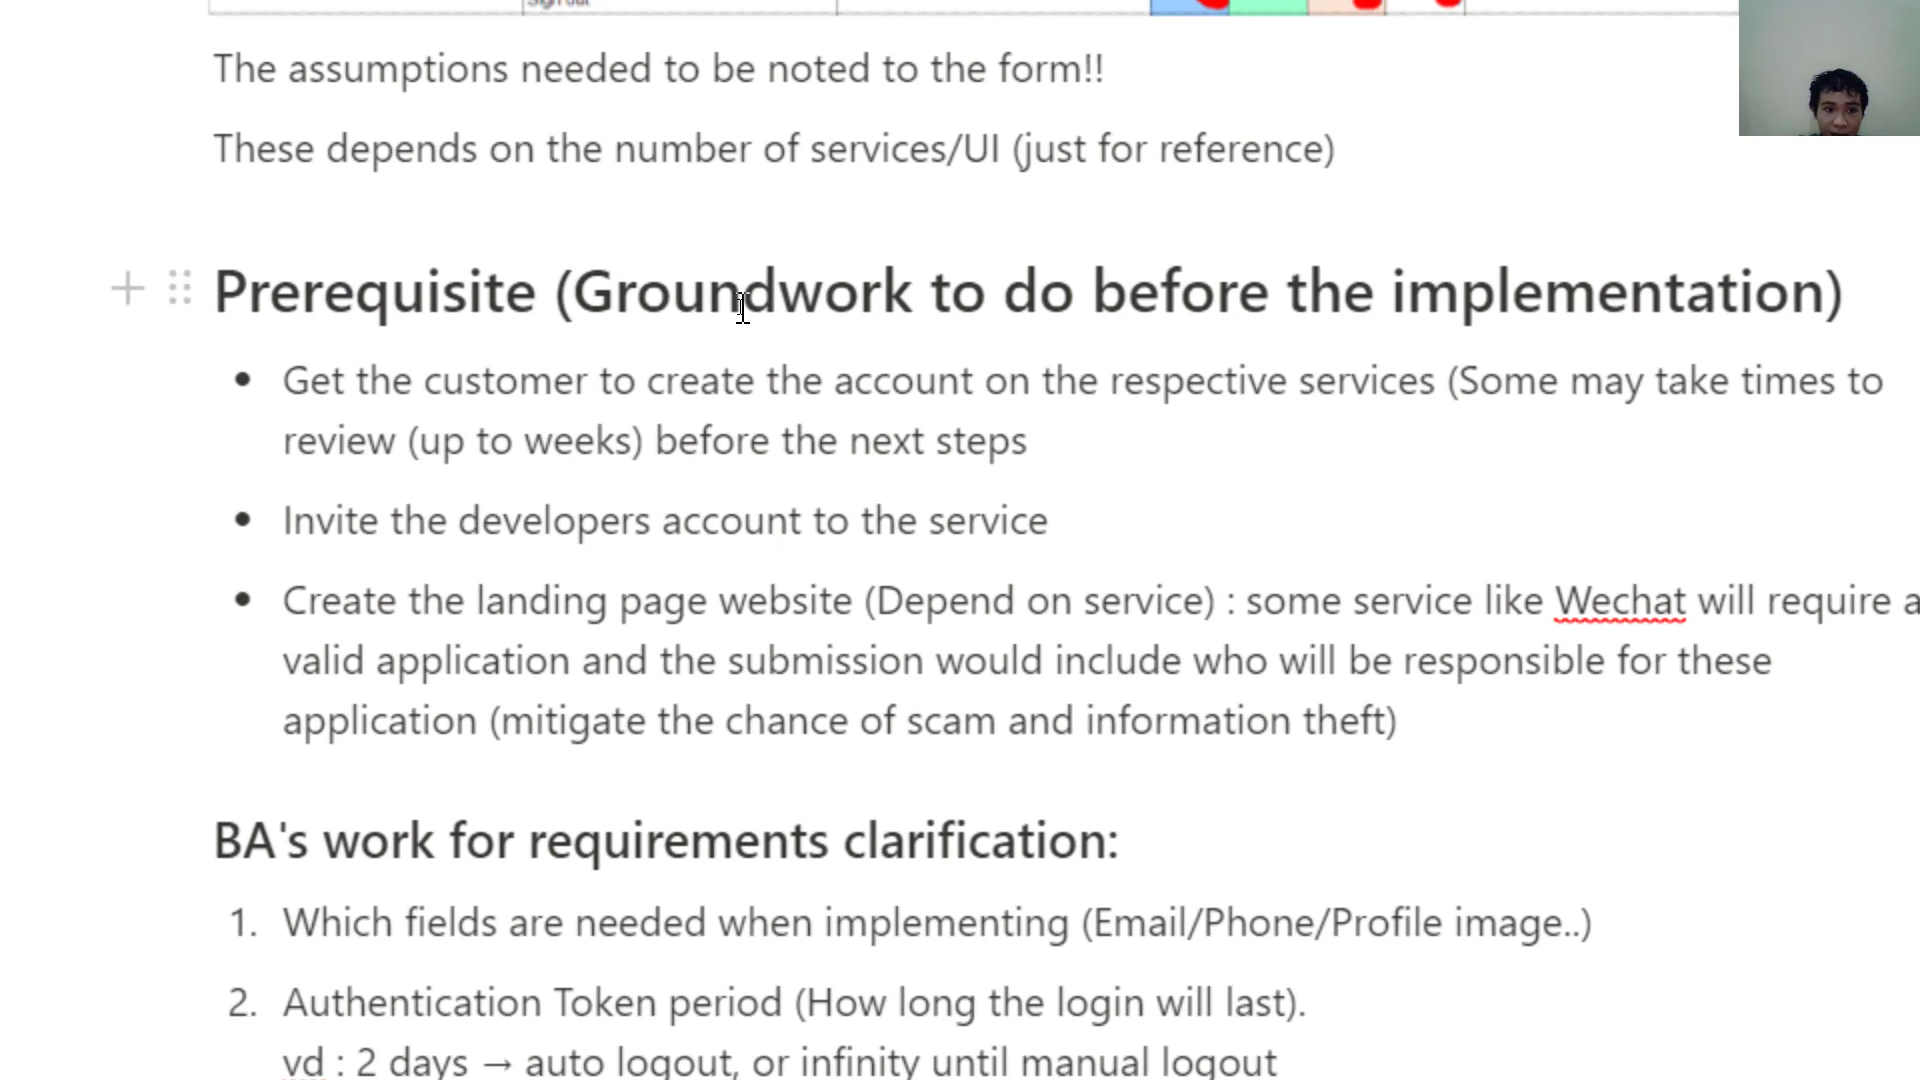 Sign out
The assumptions needed to be noted to the form!!
These depends on the number of services/UI (just for reference)
Prerequisite (Groundwork to do before the implementation)
Get the customer to create the account on the respective services (Some may take times to
review (up to weeks) before the next steps
Invite the developers account to the service
Create the landing page website (Depend on service) : some service like Wechat will require a
valid application and the submission would include who will be responsible for these
application (mitigate the chance of scam and information theft)
BA's work for requirements clarification:
1. Which fields are needed when implementing (Email/Phone/Profile image..)
2. Authentication Token period (How long the login will last).
vd : 2 days → auto logout, or infinity until manual logout